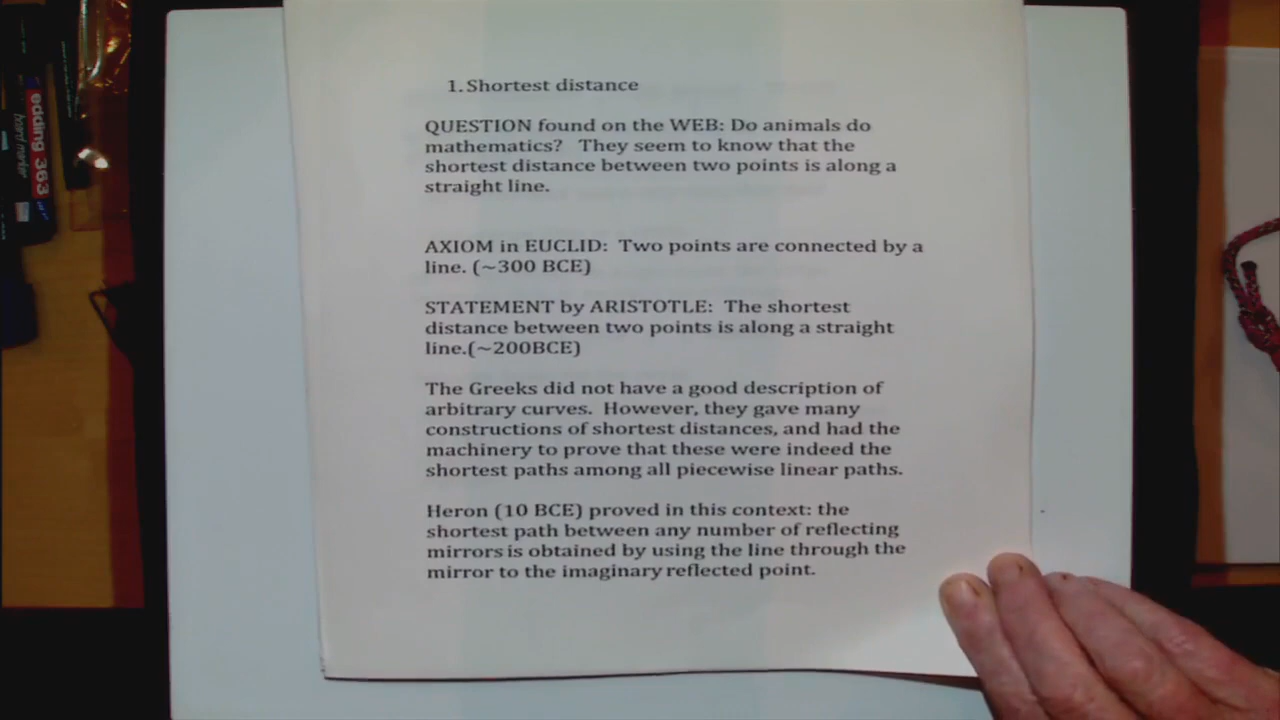 1. Shortest distance
QUESTION found on the WEB: Do animals do
mathematics? They seem to know that the
shortest distance between two points is along a
straight line.
AXIOM in EUCLID: Two points are connected by a
line. (~300 BCE)
STATEMENT by ARISTOTLE: The shortest
distance between two points is along a straight
line.(~200BCE)
The Greeks did not have a good description of
arbitrary curves. However, they gave many
constructions of shortest distances, and had the
machinery to prove that these were indeed the
shortest paths among all piecewise linear paths.
Heron (10 BCE) proved in this context: the
shortest path between any number of reflecting
mirrors is obtained by using the line through the
mirror to the imaginary reflected point.
edding 363
board marker